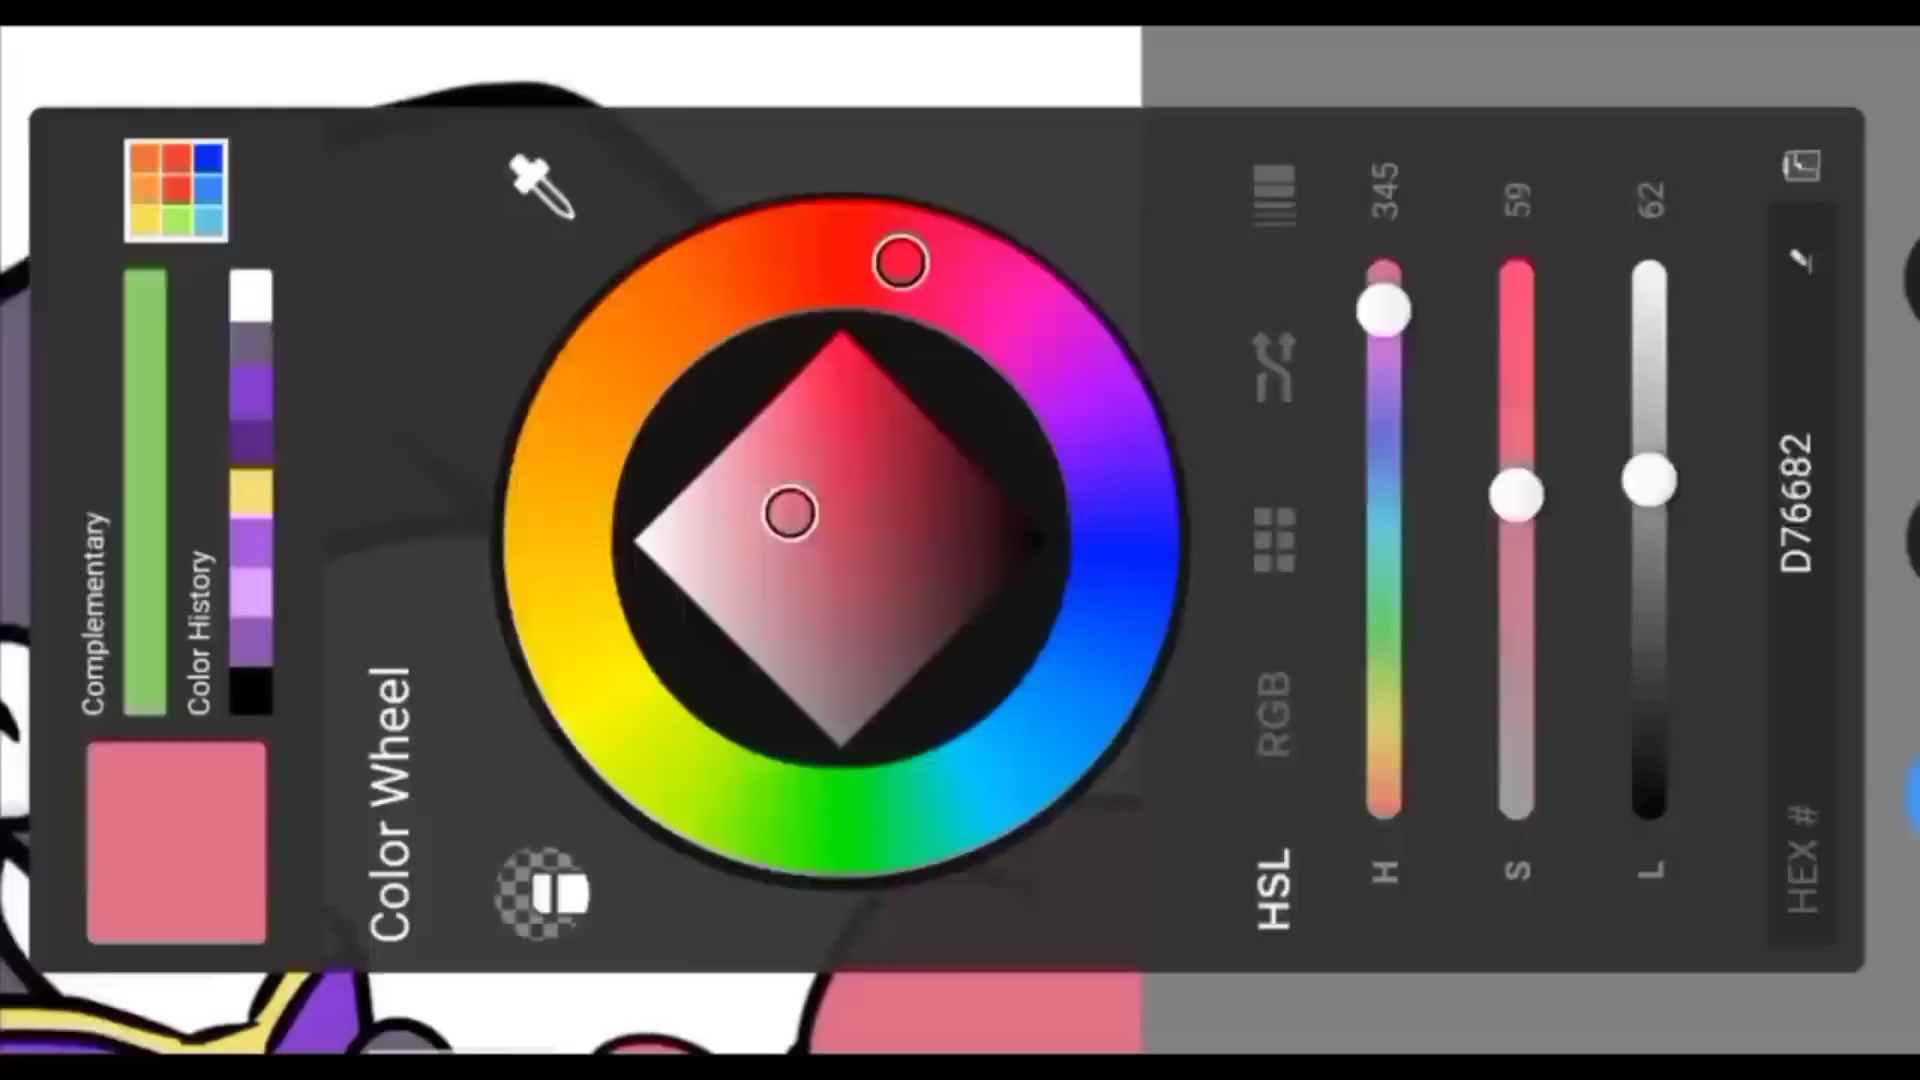 Complementary
Color History
Color Wheel
HSL
RGB
H
345
S
59
L
62
HEX #
D76682